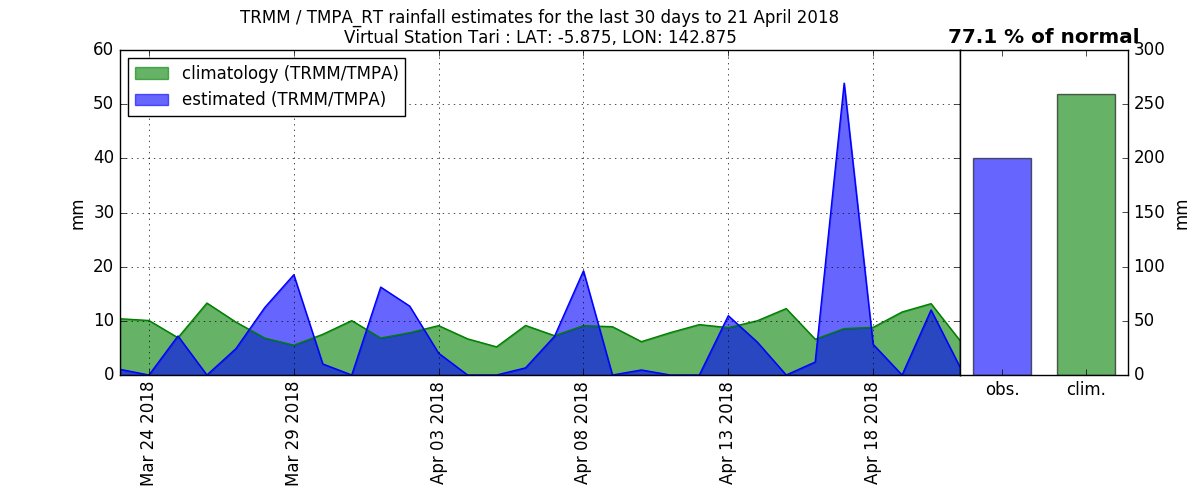 TRMM / TMPA_RT rainfall estimates for the last 30 days to 21 April 2018
Virtual Station Tari : LAT: -5.875, LON: 142.875
77.1 % of normal
climatology (TRMM/TMPA)
estimated (TRMM/TMPA)
60
50
40
30
20
10
0
mm
Mar 24 2018
Mar 29 2018
Apr 03 2018
Apr 08 2018
Apr 13 2018
Apr 18 2018
300
250
200
150
100
50
0
mm
obs.
clim.